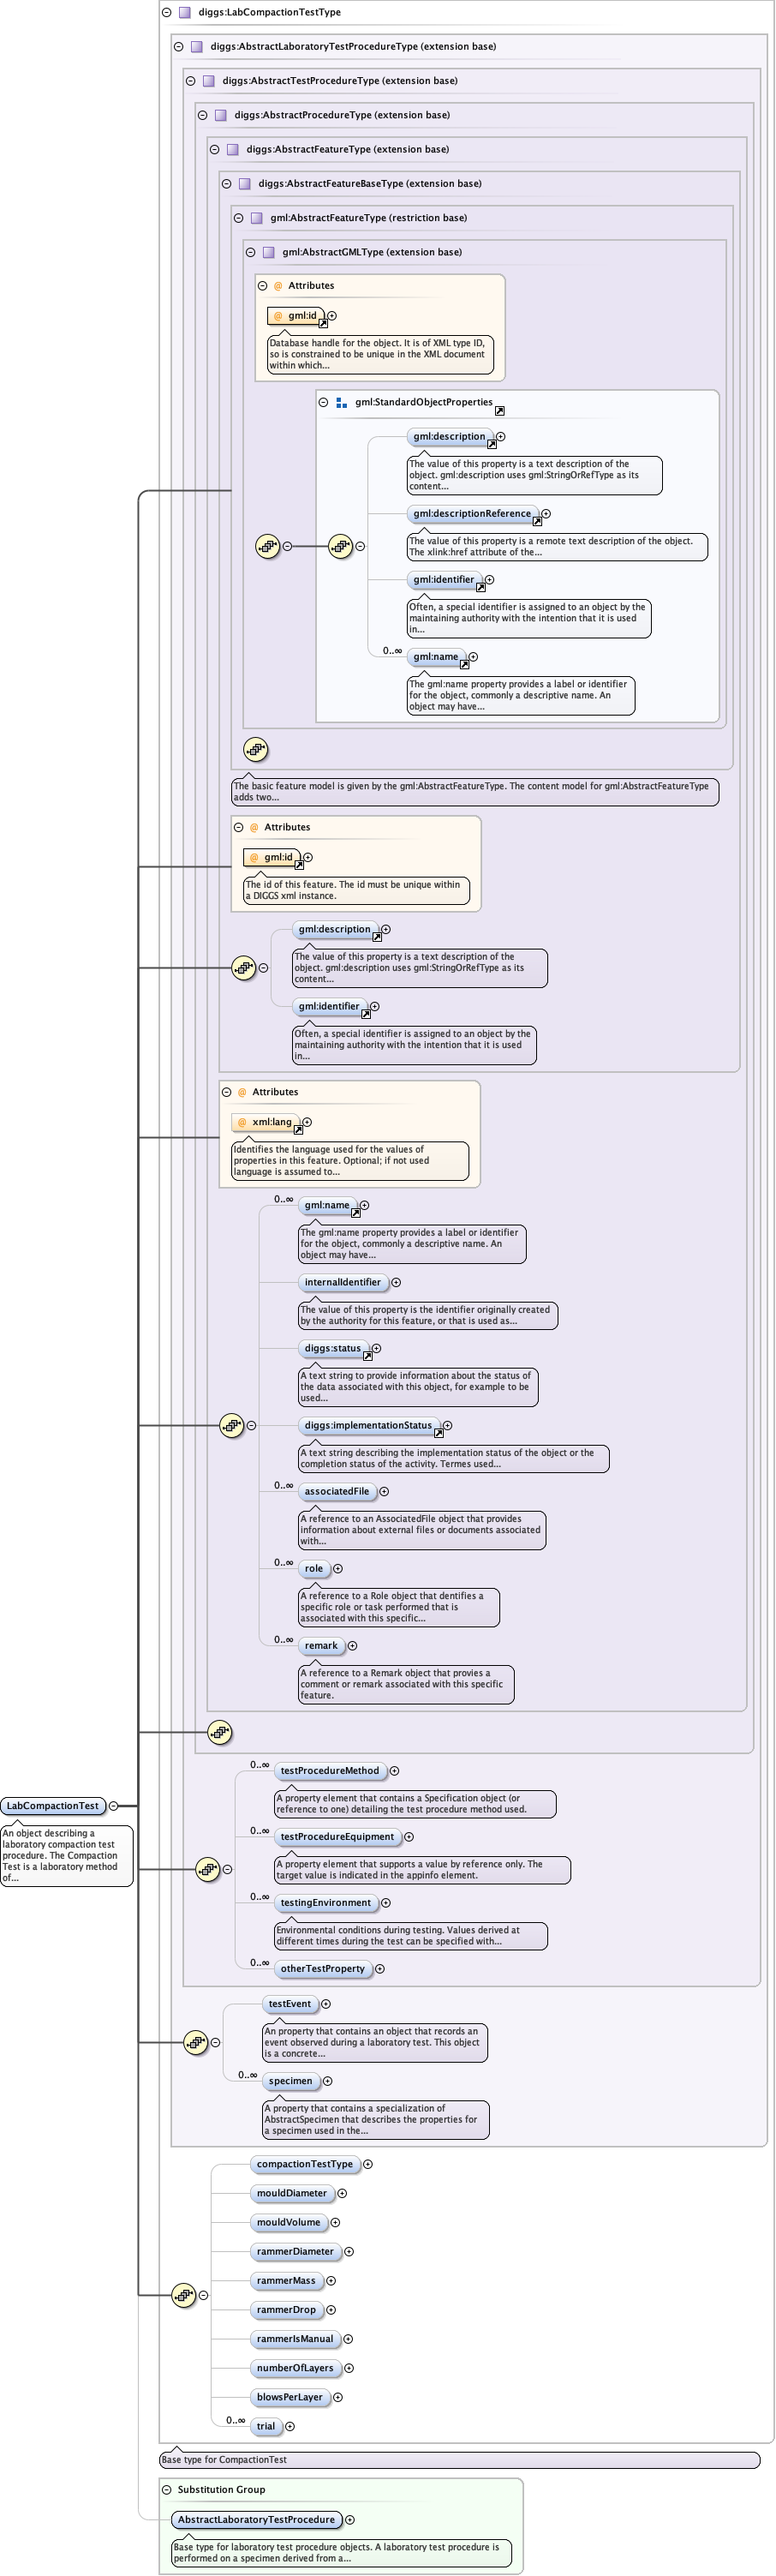 diggs:LabCompactionTestType
diggs:AbstractLaboratoryTestProcedureType (extension base)
diggs:AbstractTestProcedureType (extension base)
diggs:AbstractProcedureType (extension base)
diggs:AbstractFeatureType (extension base)
diggs:AbstractFeatureBaseType (extension base)
gml:AbstractFeatureType (restriction base)
gml:AbstractGMLType (extension base)
@ Attributes
@ gml:id
Database handle for the object. It is of XML type ID,
so is constrained to be unique in the XML document
within which...
gml:StandardObjectProperties
gml:description
The value of this property is a text description of the
object. gml:description uses gml:StringOrRefType as its
content...
gml:descriptionReference
The value of this property is a remote text description of the object.
The xlink:href attribute of the...
gml:identifier
Often, a special identifier is assigned to an object by the
maintaining authority with the intention that it is used
in...
0..∞
gml:name
The gml:name property provides a label or identifier
for the object, commonly a descriptive name. An
object may have...
The basic feature model is given by the gml:AbstractFeatureType. The content model for gml:AbstractFeatureType
adds two...
@ Attributes
@ gml:id
The id of this feature. The id must be unique within
a DIGGS xml instance.
gml:description
The value of this property is a text description of the
object. gml:description uses gml:StringOrRefType as its
content...
gml:identifier
Often, a special identifier is assigned to an object by the
maintaining authority with the intention that it is used
in...
@ Attributes
@ xml:lang
Identifies the language used for the values of
properties in this feature. Optional; if not used
language is assumed to...
0..∞
gml:name
The gml:name property provides a label or identifier
for the object, commonly a descriptive name. An
object may have...
internalIdentifier
The value of this property is the identifier originally created
by the authority for this feature, or that is used as...
diggs:status
A text string to provide information about the status of
the data associated with this object, for example to be
used...
diggs:implementationStatus
A text string describing the implementation status of the object or the
completion status of the activity. Termes used...
0..∞
associatedFile
A reference to an AssociatedFile object that provides
information about external files or documents associated
with...
0..∞
role
A reference to a Role object that dentifies a
specific role or task performed that is
associated with this specific...
0..∞
remark
A reference to a Remark object that provies a
comment or remark associated with this specific
feature.
0..∞
testProcedureMethod
A property element that contains a Specification object (or
reference to one) detailing the test procedure method used.
LabCompactionTest
An object describing a
laboratory compaction test
procedure. The Compaction
Test is a laboratory method
of...
0..∞
testProcedureEquipment
A property element that supports a value by reference only. The
target value is indicated in the appinfo element.
0..∞
testingEnvironment
Environmental conditions during testing. Values derived at
different times during the test can be specified with...
0..∞
otherTestProperty
testEvent
An property that contains an object that records an
event observed during a laboratory test. This object
is a concrete...
0..∞
specimen
A property that contains a specialization of
AbstractSpecimen that describes the properties for
a specimen used in the...
compactionTestType
mouldDiameter
mouldVolume
rammerDiameter
rammerMass
rammerDrop
rammerIsManual
numberOfLayers
blowsPerLayer
0..∞
trial
Base type for CompactionTest
Substitution Group
AbstractLaboratoryTestProcedure
Base type for laboratory test procedure objects. A laboratory test procedure is
performed on a specimen derived from a...